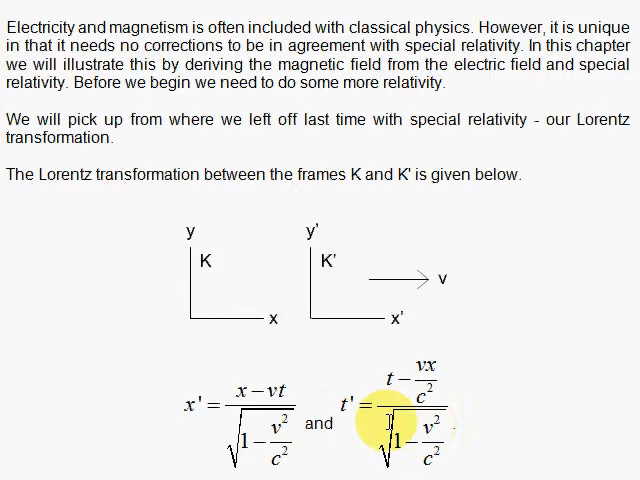 Electricity and magnetism is often included with classical physics. However, it is unique
in that it needs no corrections to be in agreement with special relativity. In this chapter
we will illustrate this by deriving the magnetic field from the electric field and special
relativity. Before we begin we need to do some more relativity.
We will pick up from where we left off last time with special relativity - our Lorentz
transformation.
The Lorentz transformation between the frames K and K' is given below.
y y'
K K'
v
x x'
x' = (x − vt) / √(1 − v²/c²) and t' = (t − vx/c²) / √(1 − v²/c²)